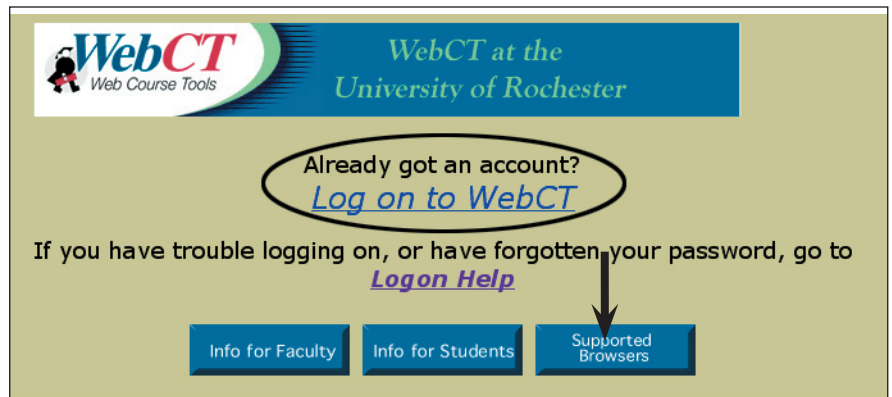 WebCT
Web Course Tools
WebCT at the
University of Rochester
Already got an account?
Log on to WebCT
If you have trouble logging on, or have forgotten your password, go to
Logon Help
Info for Faculty
Info for Students
Supported
Browsers